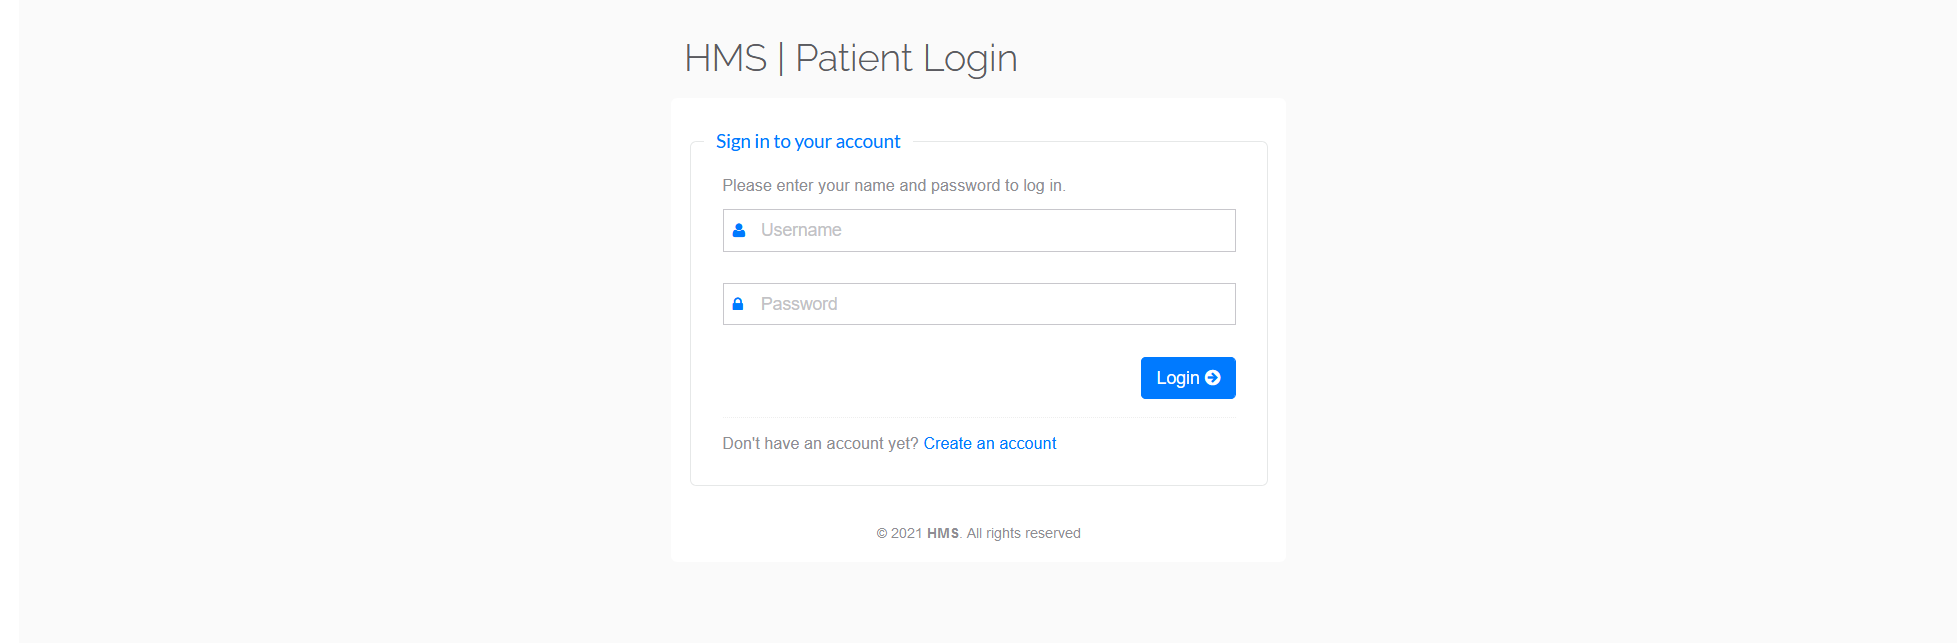 HMS | Patient Login
Sign in to your account
Please enter your name and password to log in.
Username
Password
Login
Don't have an account yet? Create an account
© 2021 HMS. All rights reserved